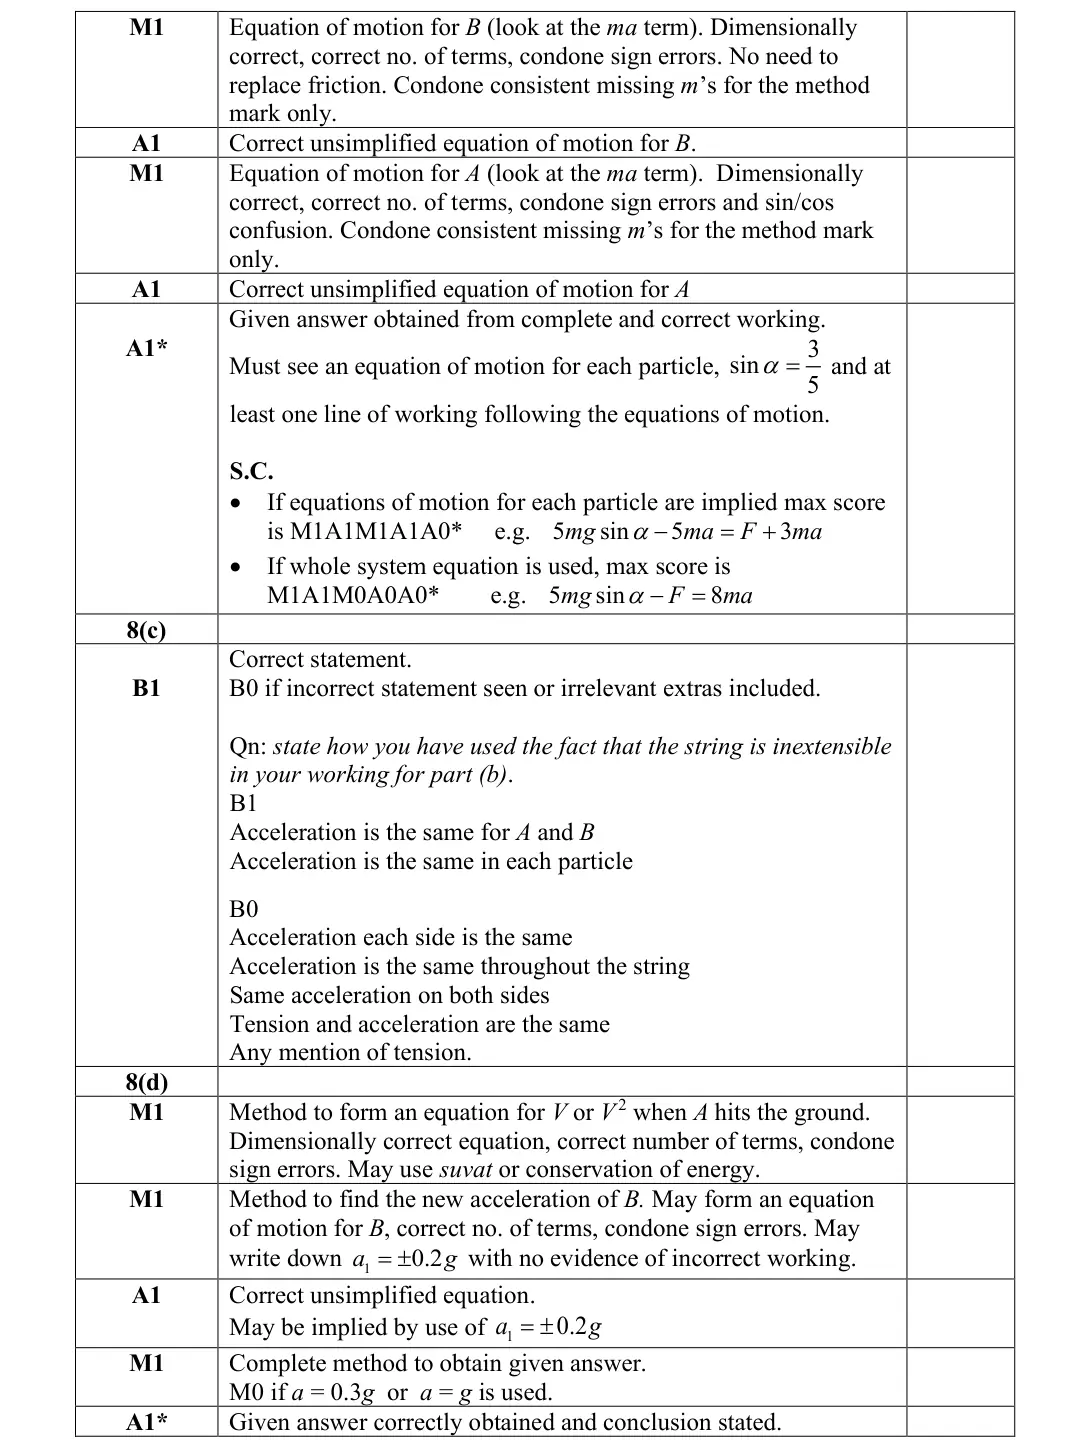 M1 Equation of motion for B (look at the ma term). Dimensionally
correct, correct no. of terms, condone sign errors. No need to
replace friction. Condone consistent missing m’s for the method
mark only.
A1 Correct unsimplified equation of motion for B.
M1 Equation of motion for A (look at the ma term). Dimensionally
correct, correct no. of terms, condone sign errors and sin/cos
confusion. Condone consistent missing m’s for the method mark
only.
A1 Correct unsimplified equation of motion for A
Given answer obtained from complete and correct working.
A1*
Must see an equation of motion for each particle, sin α = 3/5 and at
least one line of working following the equations of motion.
S.C.
• If equations of motion for each particle are implied max score
is M1A1M1A1A0* e.g. 5mg sin α − 5ma = F + 3ma
• If whole system equation is used, max score is
M1A1M0A0A0* e.g. 5mg sin α − F = 8ma
8(c)
Correct statement.
B1 B0 if incorrect statement seen or irrelevant extras included.
Qn: state how you have used the fact that the string is inextensible
in your working for part (b).
B1
Acceleration is the same for A and B
Acceleration is the same in each particle
B0
Acceleration each side is the same
Acceleration is the same throughout the string
Same acceleration on both sides
Tension and acceleration are the same
Any mention of tension.
8(d)
M1 Method to form an equation for V or V² when A hits the ground.
Dimensionally correct equation, correct number of terms, condone
sign errors. May use suvat or conservation of energy.
M1 Method to find the new acceleration of B. May form an equation
of motion for B, correct no. of terms, condone sign errors. May
write down a₁ = ±0.2g with no evidence of incorrect working.
A1 Correct unsimplified equation.
May be implied by use of a₁ = ±0.2g
M1 Complete method to obtain given answer.
M0 if a = 0.3g or a = g is used.
A1* Given answer correctly obtained and conclusion stated.